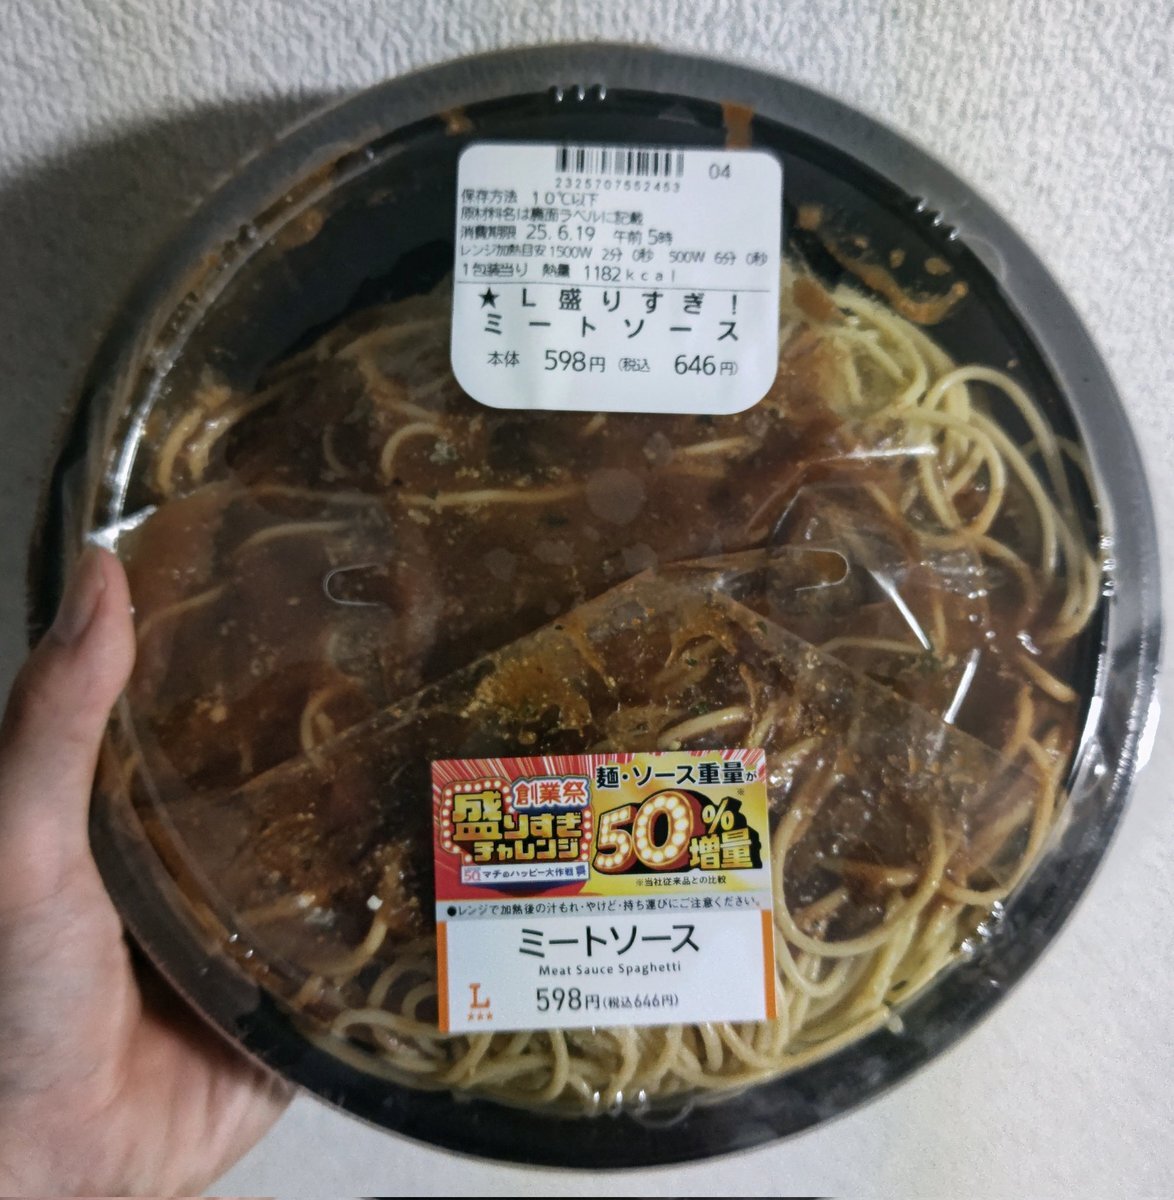 04
2325707552453
保存方法 10℃以下
原材料名は裏面ラベルに記載
消費期限 25.6.19 午前5時
レンジ加熱目安1500W 2分 0秒 500W 6分 0秒
1包装当り 熱量 1182kcal
★L盛りすぎ!
ミートソース
本体 598円 (税込 646円)
創業祭
盛りすぎ
チャレンジ
50 マチのハッピー大作戦
麺・ソース重量が
50%※
増量
※当社従来品との比較
●レンジで加熱後の汁もれ・やけど・持ち運びにご注意ください。
ミートソース
Meat Sauce Spaghetti
L
★★★
598円(税込646円)